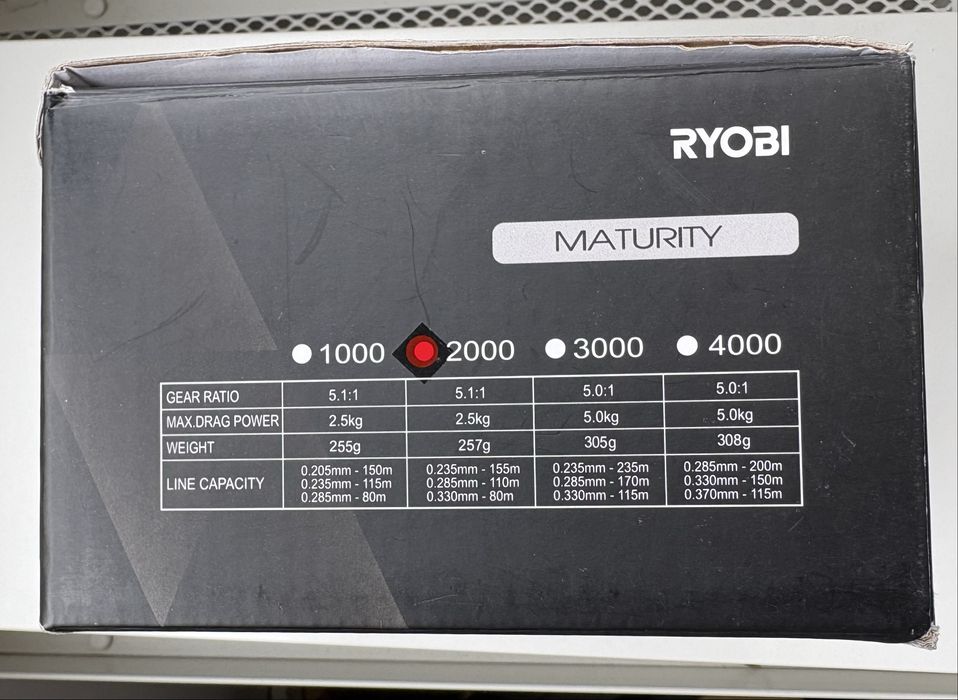 RYOBI
MATURITY
1000 2000 3000 4000
GEAR RATIO 5.1:1 5.1:1 5.0:1 5.0:1
MAX.DRAG POWER 2.5kg 2.5kg 5.0kg 5.0kg
WEIGHT 255g 257g 305g 308g
LINE CAPACITY
0.205mm - 150m 0.235mm - 155m 0.235mm - 235m 0.285mm - 200m
0.235mm - 115m 0.285mm - 110m 0.285mm - 170m 0.330mm - 150m
0.285mm - 80m 0.330mm - 80m 0.330mm - 115m 0.370mm - 115m